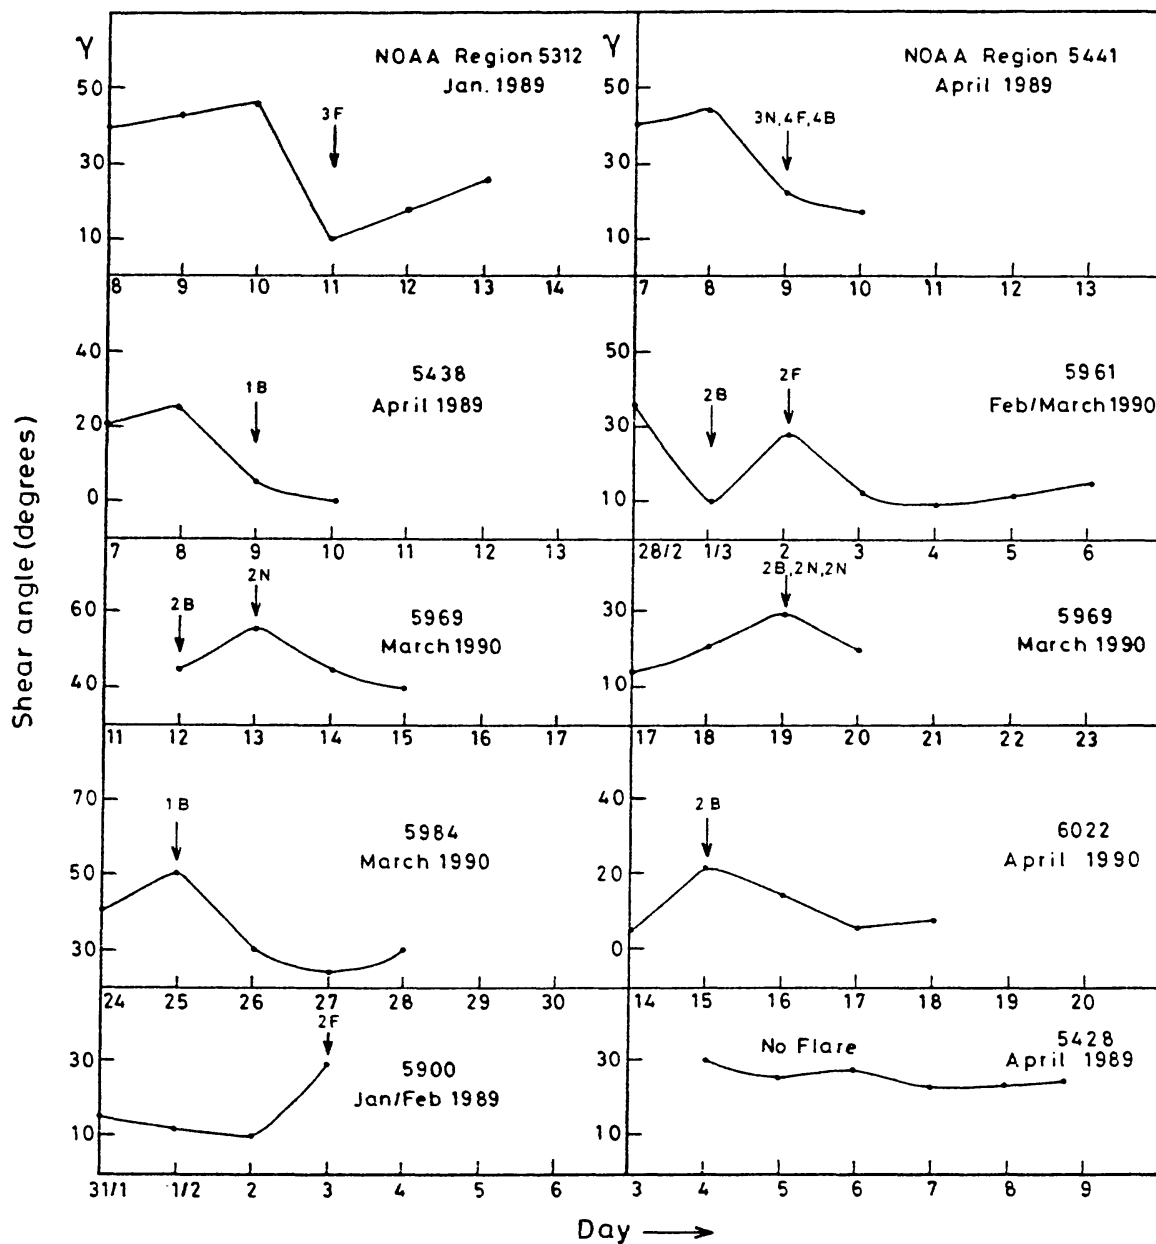 γ
NOAA Region 5312
Jan. 1989
50
30
10
3F
8 9 10 11 12 13 14
γ
NOAA Region 5441
April 1989
3N,4F,4B
50
30
10
7 8 9 10 11 12 13
5438
April 1989
1B
40
20
0
7 8 9 10 11 12 13
5961
Feb/March 1990
2B
2F
50
30
10
28/2 1/3 2 3 4 5 6
5969
March 1990
2B
2N
60
40
11 12 13 14 15 16 17
2B,2N,2N
5969
March 1990
30
10
17 18 19 20 21 22 23
1B
5984
March 1990
70
50
30
24 25 26 27 28 29 30
2B
6022
April 1990
40
20
0
14 15 16 17 18 19 20
2F
5900
Jan/Feb 1989
30
10
31/1 1/2 2 3 4 5 6
No Flare
5428
April 1989
30
10
3 4 5 6 7 8 9
Shear angle (degrees)
Day